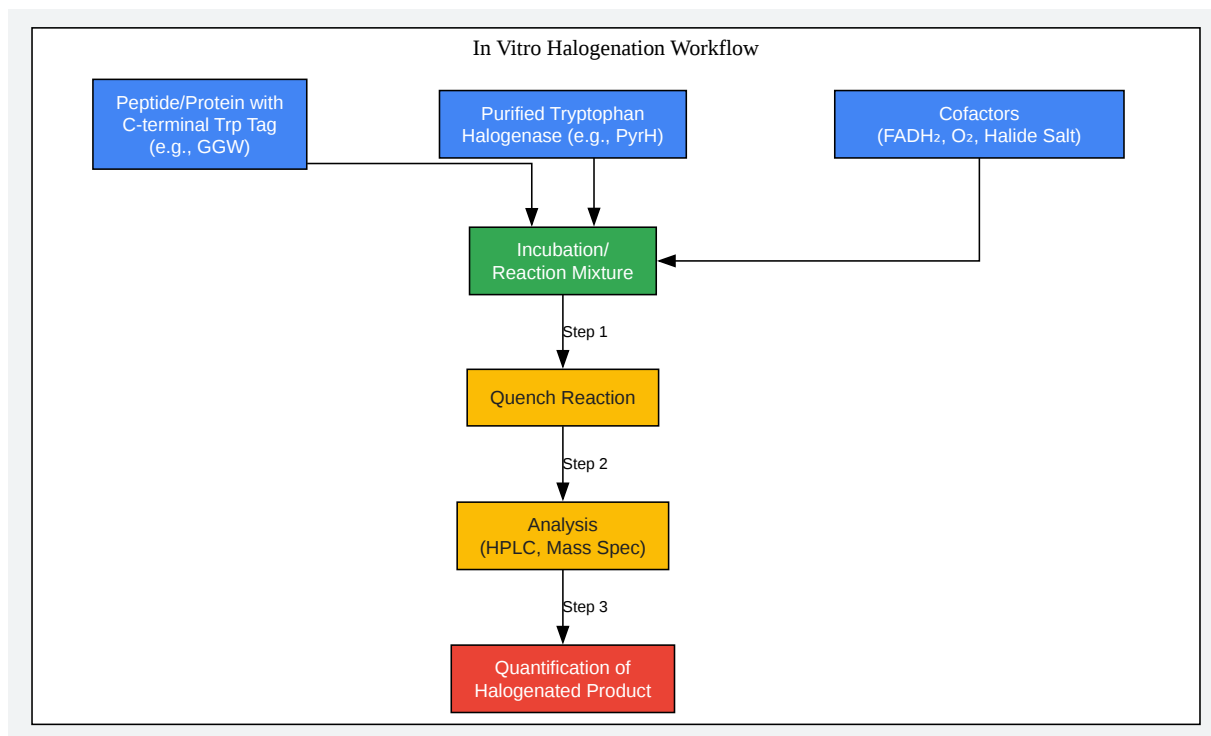 In Vitro Halogenation Workflow
Peptide/Protein with
C-terminal Trp Tag
(e.g., GGW)
Purified Tryptophan
Halogenase (e.g., PyrH)
Cofactors
(FADH₂, O₂, Halide Salt)
Incubation/
Reaction Mixture
Step 1
Quench Reaction
Step 2
Analysis
(HPLC, Mass Spec)
Step 3
Quantification of
Halogenated Product